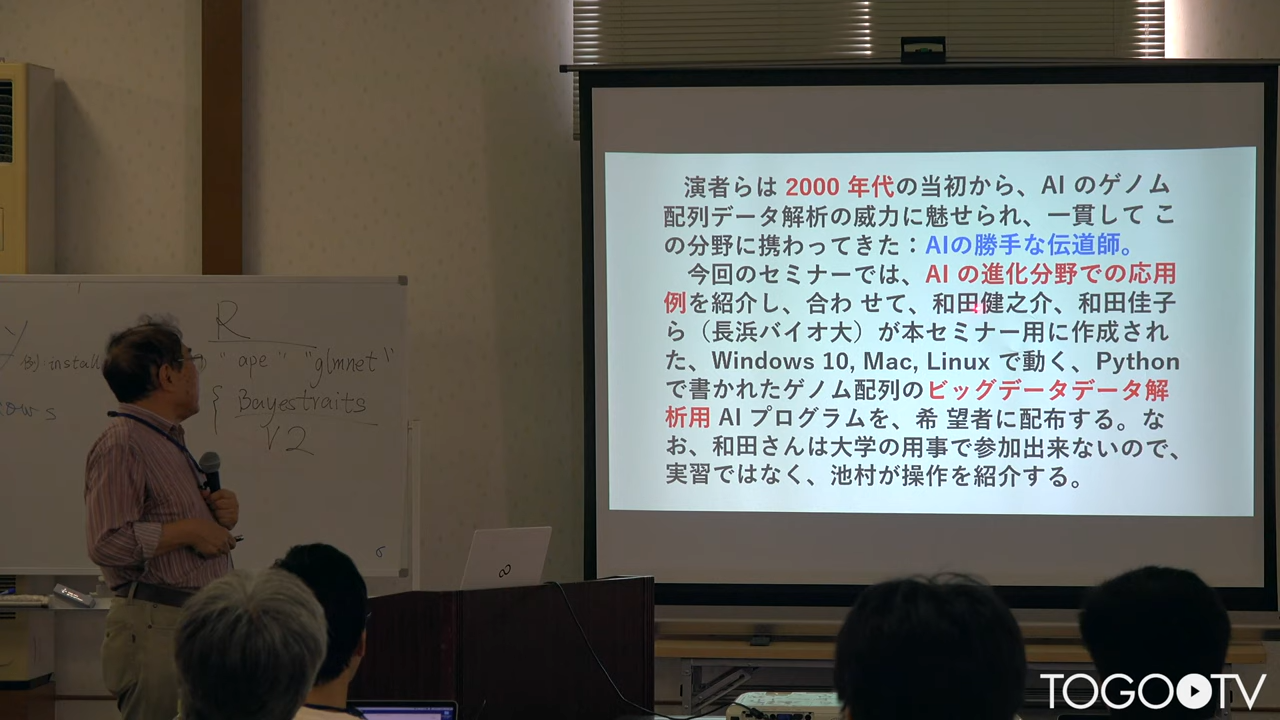 演者らは 2000 年代の当初から、AI のゲノム
配列データ解析の威力に魅せられ、一貫して こ
の分野に携わってきた：AIの勝手な伝道師。
今回のセミナーでは、AI の進化分野での応用
例を紹介し、合わ せて、和田健之介、和田佳子
ら（長浜バイオ大）が本セミナー用に作成され
た、Windows 10, Mac, Linux で動く、Python
で書かれたゲノム配列のビッグデータデータ解
析用 AI プログラムを、希 望者に配布する。な
お、和田さんは大学の用事で参加出来ないので、
実習ではなく、池村が操作を紹介する。
R
"ape" "glmnet"
Bayestraits
V2
install
TOGOTV